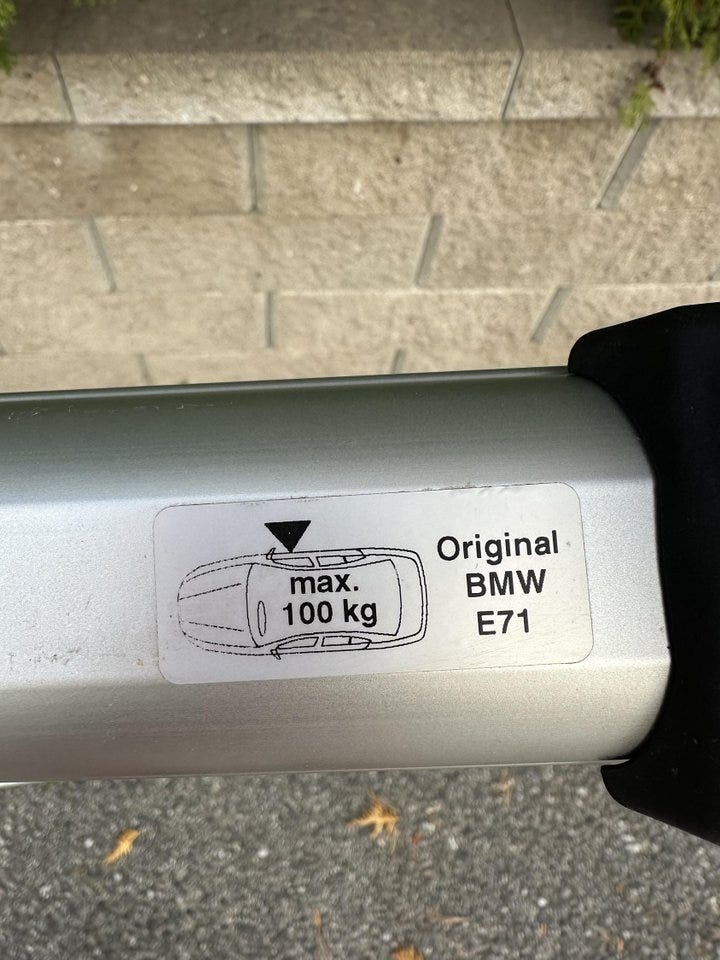 max.
100 kg
Original
BMW
E71